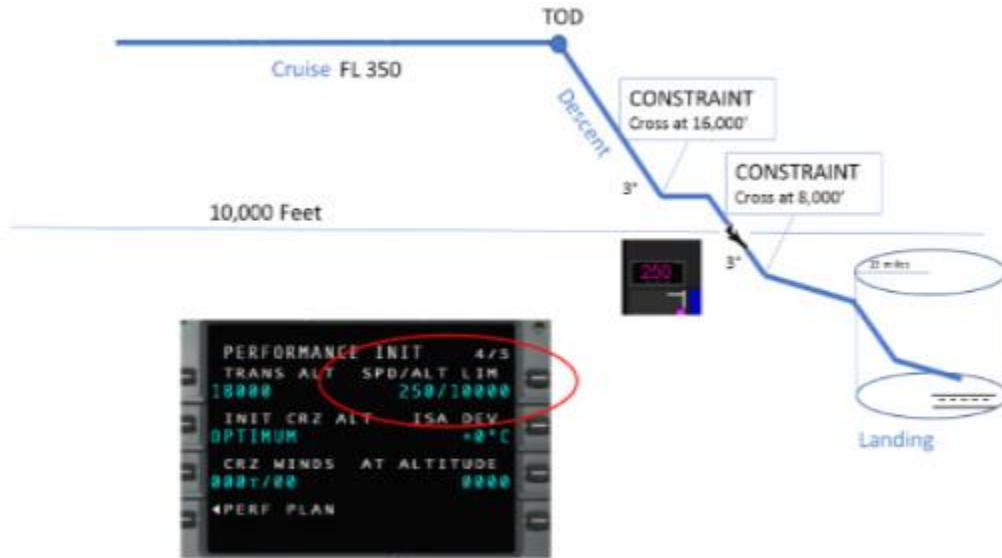 TOD
Cruise FL 350
Descent
CONSTRAINT
Cross at 16,000'
CONSTRAINT
Cross at 8,000'
3°
10,000 Feet
3°
250
15 miles
PERFORMANCE INIT 4/5
TRANS ALT SPD/ALT LIM
18000 250/10000
INIT CRZ ALT ISA DEV
OPTIMUM +0°C
CRZ WINDS AT ALTITUDE
000T/00 0000
◄PERF PLAN
Landing